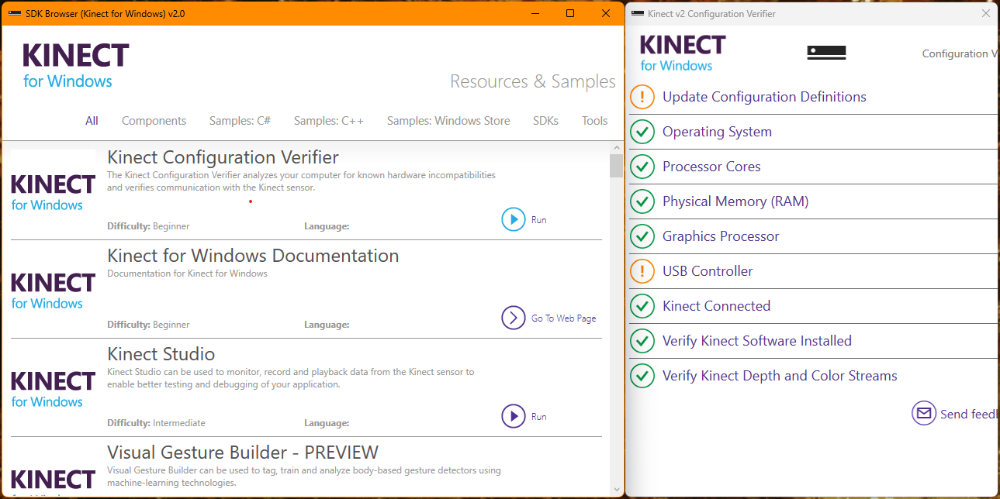 SDK Browser (Kinect for Windows) v2.0
KINECT
for Windows
Resources & Samples
All Components Samples: C# Samples: C++ Samples: Windows Store SDKs Tools
KINECT
for Windows
Kinect Configuration Verifier
The Kinect Configuration Verifier analyzes your computer for known hardware incompatibilities
and verifies communication with the Kinect sensor.
Run
Difficulty: Beginner Language:
KINECT
for Windows
Kinect for Windows Documentation
Documentation for Kinect for Windows
Go To Web Page
Difficulty: Beginner Language:
KINECT
for Windows
Kinect Studio
Kinect Studio can be used to monitor, record and playback data from the Kinect sensor to
enable better testing and debugging of your application.
Run
Difficulty: Intermediate Language:
KINECT
Visual Gesture Builder - PREVIEW
Visual Gesture Builder can be used to tag, train and analyze body-based gesture detectors using
machine-learning technologies.
Kinect v2 Configuration Verifier
KINECT
for Windows
Configuration V
Update Configuration Definitions
Operating System
Processor Cores
Physical Memory (RAM)
Graphics Processor
USB Controller
Kinect Connected
Verify Kinect Software Installed
Verify Kinect Depth and Color Streams
Send feed